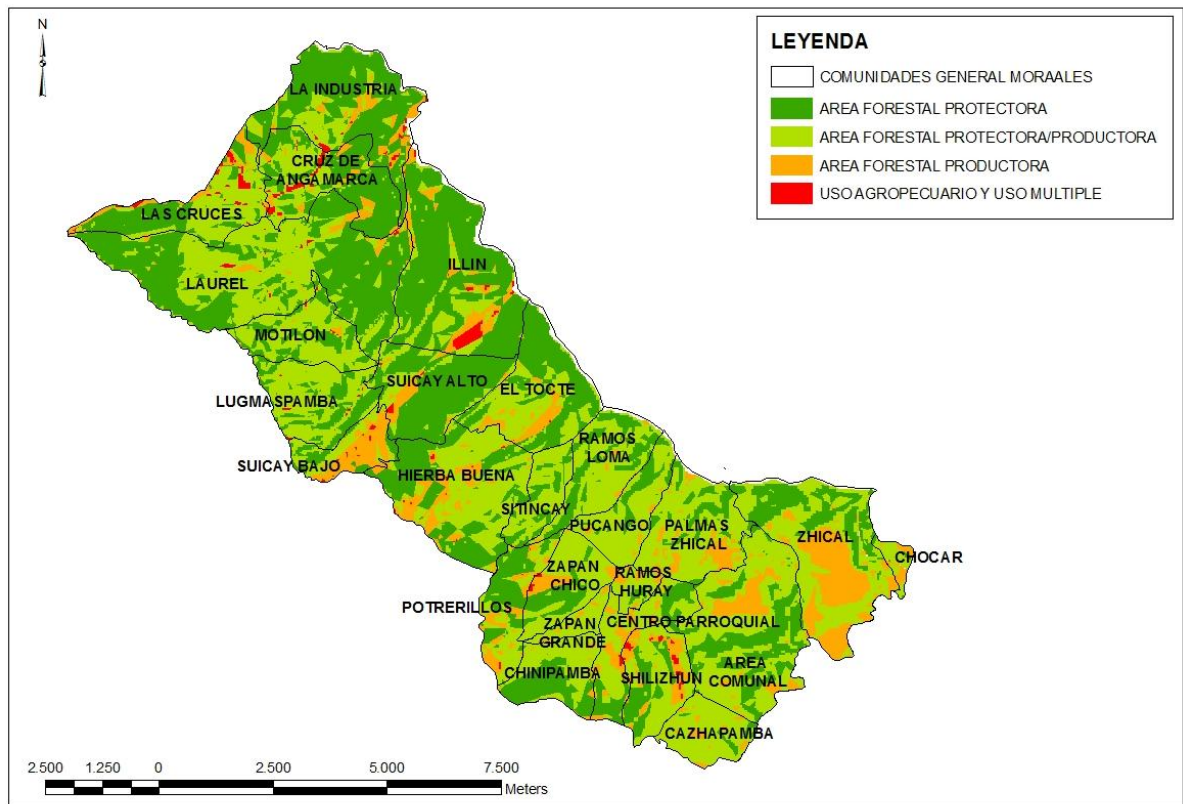 N
LEYENDA
COMUNIDADES GENERAL MORAALES
AREA FORESTAL PROTECTORA
AREA FORESTAL PROTECTORA/PRODUCTORA
AREA FORESTAL PRODUCTORA
USO AGROPECUARIO Y USO MULTIPLE
LA INDUSTRIA
CRUZ DE
ANGAMARCA
LAS CRUCES
ILLIN
LAUREL
MOTILON
SUICAY ALTO
EL TOCTE
LUGMASPAMBA
RAMOS
LOMA
SUICAY BAJO
HIERBA BUENA
SITINCAY
PUCANGO
PALMAS
ZHICAL
ZHICAL
CHOCAR
ZAPAN
CHICO
RAMOS
HURAY
POTRERILLOS
ZAPAN
GRANDE
CENTRO PARROQUIAL
CHINIPAMBA
SHILIZHUN
AREA
COMUNAL
CAZHAPAMBA
2.500 1.250 0 2.500 5.000 7.500
Meters